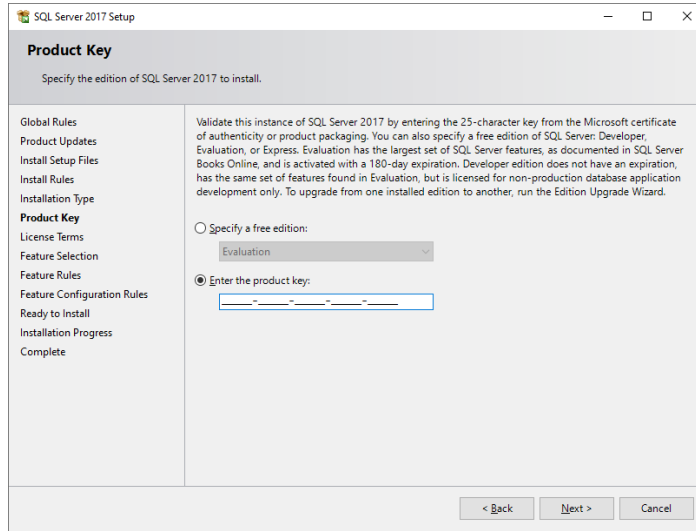 SQL Server 2017 Setup
Product Key
Specify the edition of SQL Server 2017 to install.
Global Rules
Product Updates
Install Setup Files
Install Rules
Installation Type
Product Key
License Terms
Feature Selection
Feature Rules
Feature Configuration Rules
Ready to Install
Installation Progress
Complete
Validate this instance of SQL Server 2017 by entering the 25-character key from the Microsoft certificate
of authenticity or product packaging. You can also specify a free edition of SQL Server: Developer,
Evaluation, or Express. Evaluation has the largest set of SQL Server features, as documented in SQL Server
Books Online, and is activated with a 180-day expiration. Developer edition does not have an expiration,
has the same set of features found in Evaluation, but is licensed for non-production database application
development only. To upgrade from one installed edition to another, run the Edition Upgrade Wizard.
Specify a free edition:
Evaluation
Enter the product key:
_____-_____-_____-_____-_____
< Back
Next >
Cancel